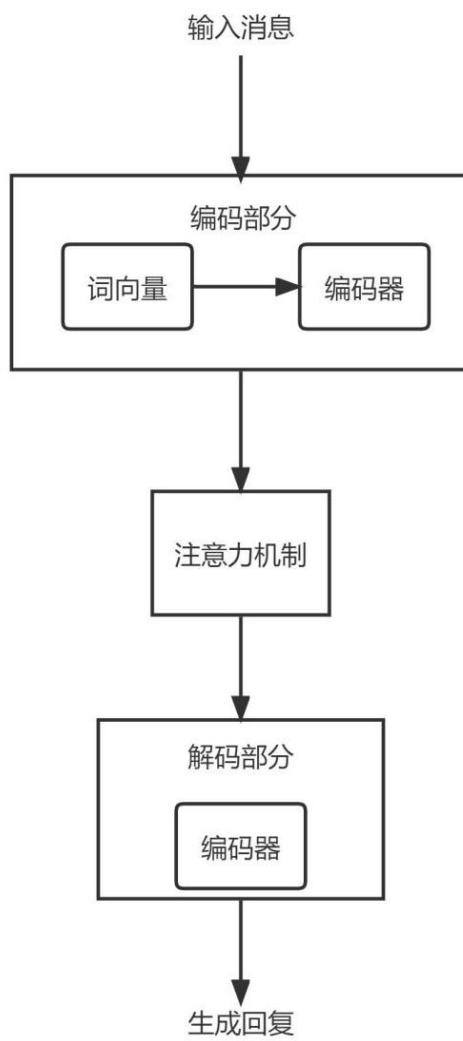 输入消息
编码部分
词向量
编码器
注意力机制
解码部分
编码器
生成回复